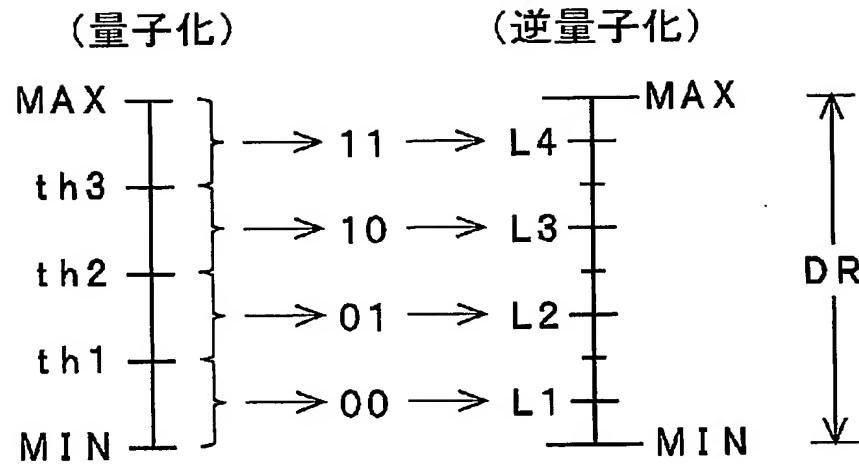 (量子化) (逆量子化)
MAX MAX
11 L4
th3
10 L3
th2 DR
01 L2
th1
00 L1
MIN MIN